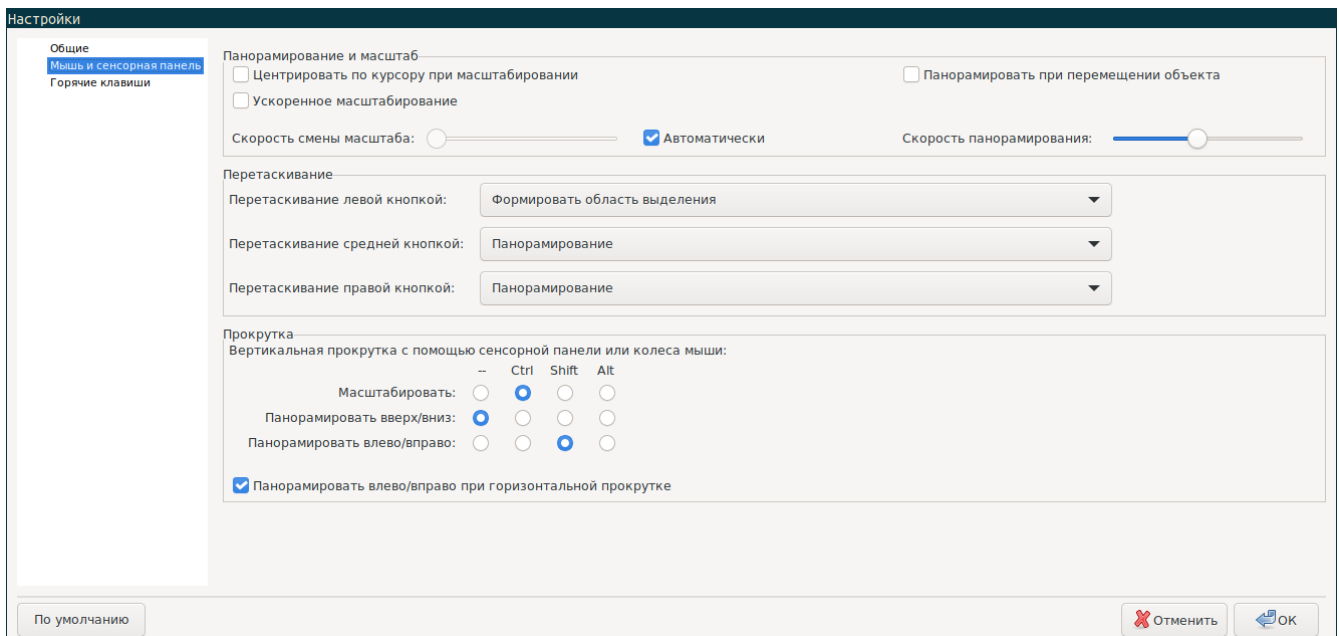 Настройки
Общие
Мышь и сенсорная панель
Горячие клавиши
Панорамирование и масштаб
Центрировать по курсору при масштабировании
Панорамировать при перемещении объекта
Ускоренное масштабирование
Скорость смены масштаба:
Автоматически
Скорость панорамирования:
Перетаскивание
Перетаскивание левой кнопкой: Формировать область выделения
Перетаскивание средней кнопкой: Панорамирование
Перетаскивание правой кнопкой: Панорамирование
Прокрутка
Вертикальная прокрутка с помощью сенсорной панели или колеса мыши:
-- Ctrl Shift Alt
Масштабировать:
Панорамировать вверх/вниз:
Панорамировать влево/вправо:
Панорамировать влево/вправо при горизонтальной прокрутке
По умолчанию
Отменить
OK